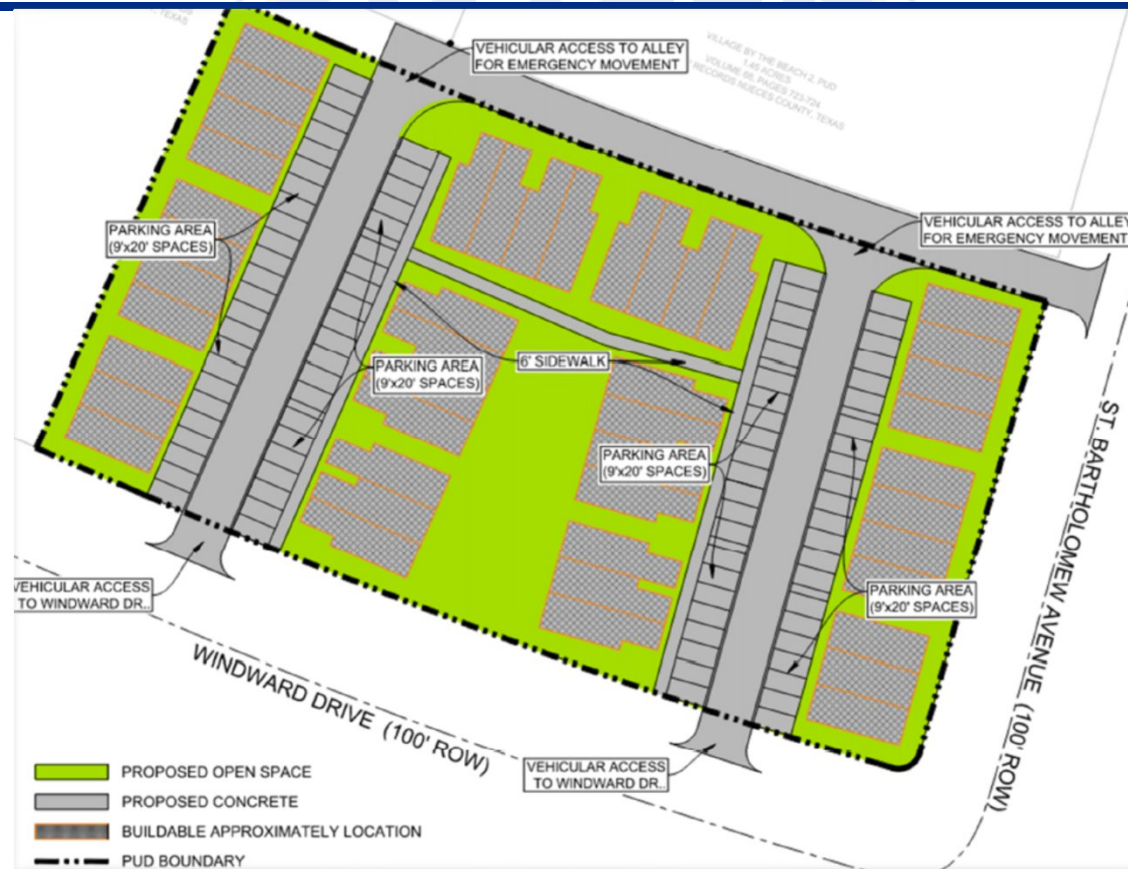 TEXAS
VEHICULAR ACCESS TO ALLEY
FOR EMERGENCY MOVEMENT
VILLAGE BY THE BEACH 2, PUD
1.45 ACRES
VOLUME 68, PAGES 723-724
RECORDS NUECES COUNTY, TEXAS
VEHICULAR ACCESS TO ALLEY
FOR EMERGENCY MOVEMENT
PARKING AREA
(9'x20' SPACES)
PARKING AREA
(9'x20' SPACES)
6' SIDEWALK
PARKING AREA
(9'x20' SPACES)
PARKING AREA
(9'x20' SPACES)
ST. BARTHOLOMEW AVENUE (100' ROW)
VEHICULAR ACCESS
TO WINDWARD DR..
WINDWARD DRIVE (100' ROW)
VEHICULAR ACCESS
TO WINDWARD DR..
PROPOSED OPEN SPACE
PROPOSED CONCRETE
BUILDABLE APPROXIMATELY LOCATION
PUD BOUNDARY